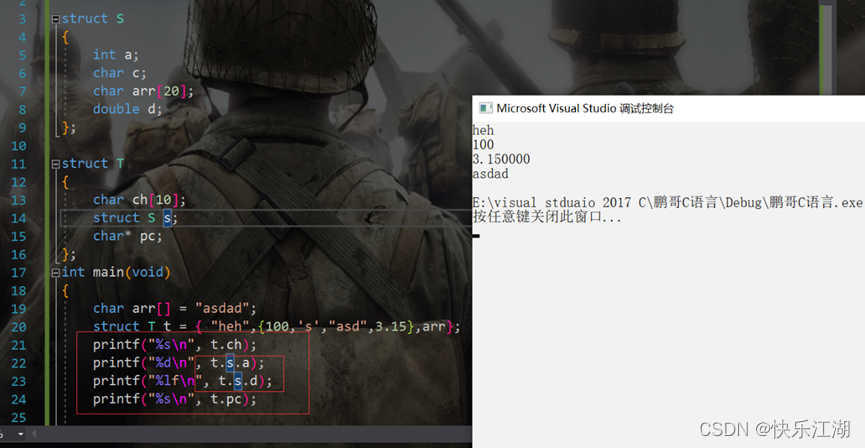 2
3 struct S
4 {
5 int a;
6 char c;
7 char arr[20];
8 double d;
9 };
10
11 struct T
12 {
13 char ch[10];
14 struct S s;
15 char* pc;
16 };
17 int main(void)
18 {
19 char arr[] = "asdad";
20 struct T t = { "heh",{100,'s',"asd",3.15},arr};
21 printf("%s\n", t.ch);
22 printf("%d\n", t.s.a);
23 printf("%lf\n", t.s.d);
24 printf("%s\n", t.pc);
25
Microsoft Visual Studio 调试控制台
heh
100
3.150000
asdad
E:\visual stduaio 2017 C\鹏哥C语言\Debug\鹏哥C语言.exe
按任意键关闭此窗口...
CSDN @快乐江湖